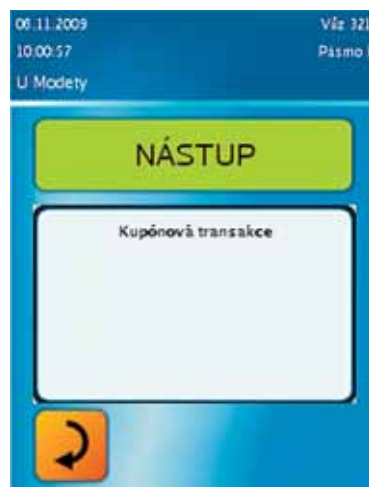 06.11.2009 Vůz 321
10:00:57 Pásmo
U Modety
NÁSTUP
Kupónová transakce